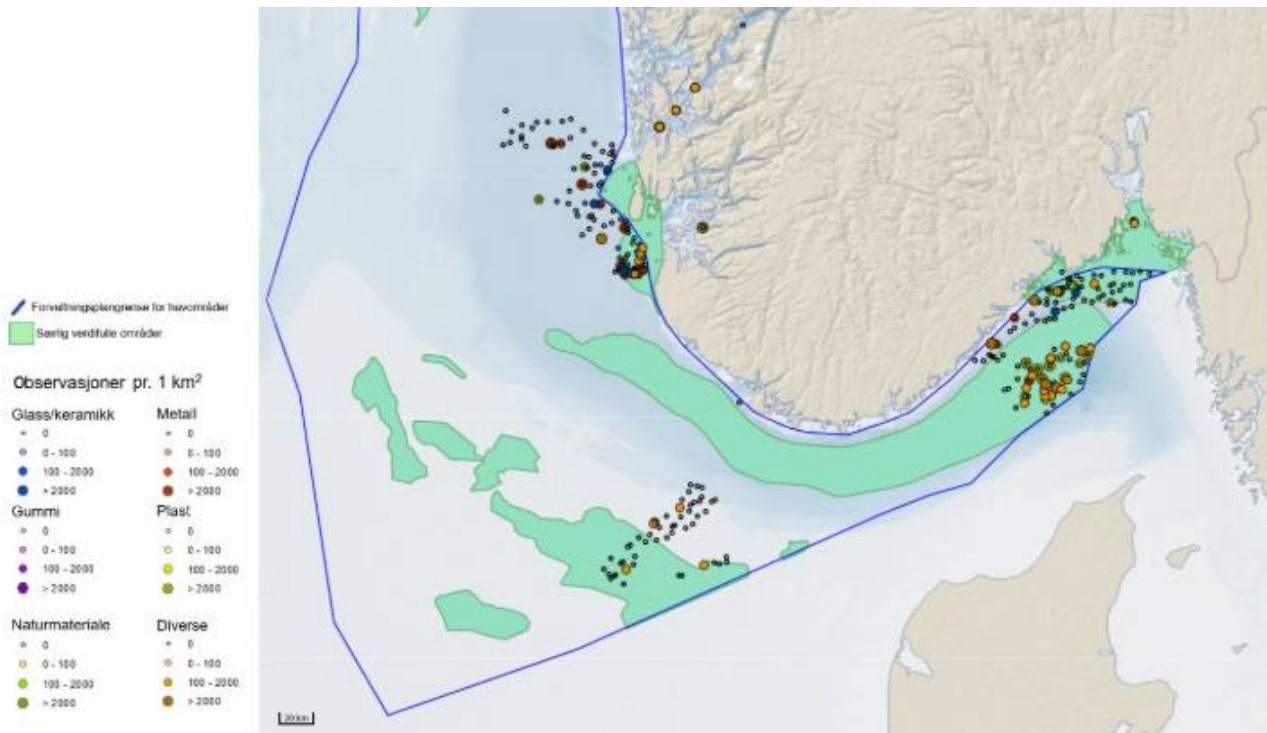 Forvaltningsplangrense for havområder
Særlig verdifulle områder
Observasjoner pr. 1 km²
Glass/keramikk Metall
0 0
0 - 100 0 - 100
100 - 2000 100 - 2000
> 2000 > 2000
Gummi Plast
0 0
0 - 100 0 - 100
100 - 2000 100 - 2000
> 2000 > 2000
Naturmateriale Diverse
0 0
0 - 100 0 - 100
100 - 2000 100 - 2000
> 2000 > 2000
20 km